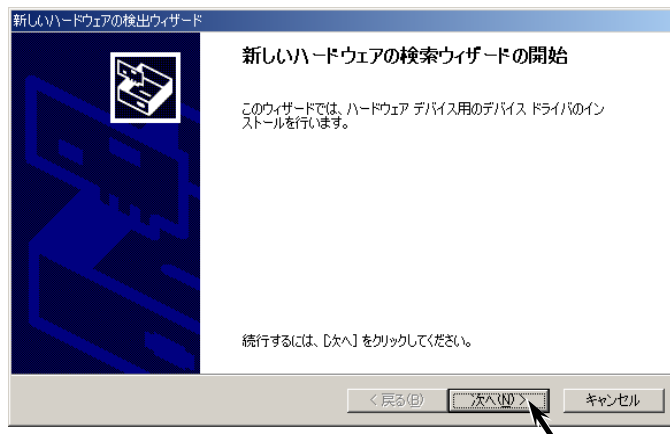 新しいハードウェアの検出ウィザード
新しいハードウェアの検索ウィザードの開始
このウィザードでは、ハードウェア デバイス用のデバイス ドライバのイン
ストールを行います。
続行するには、[次へ] をクリックしてください。
< 戻る(B)
次へ(N) >
キャンセル